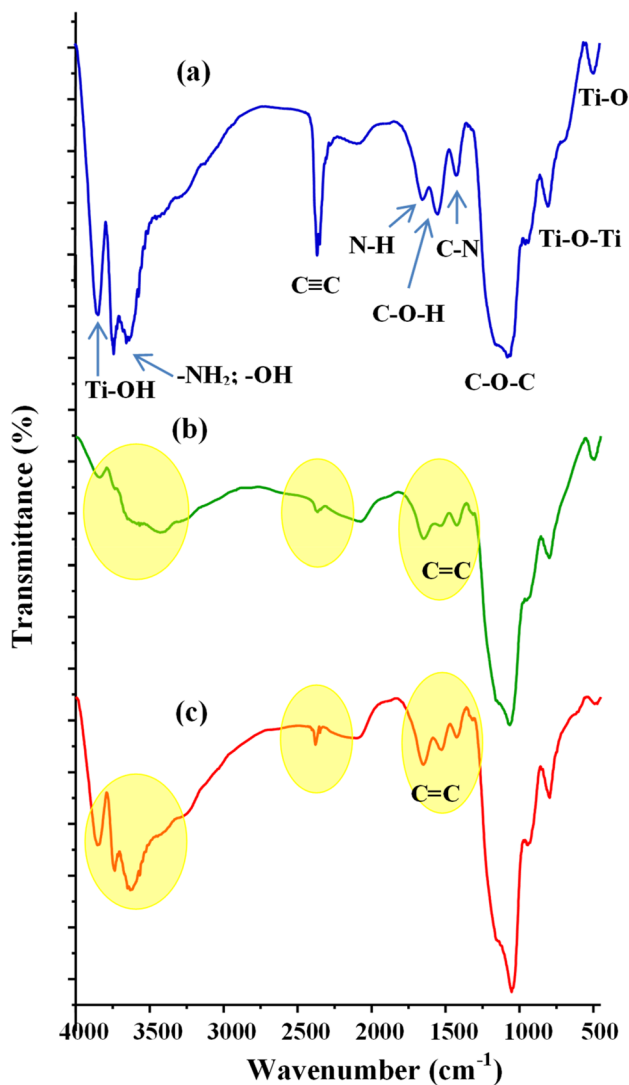 (a)
Ti-O
N-H
C-N
Ti-O-Ti
C≡C
C-O-H
Ti-OH
-NH₂; -OH
C-O-C
(b)
C=C
(c)
C=C
Transmittance (%)
4000 3500 3000 2500 2000 1500 1000 500
Wavenumber (cm⁻¹)